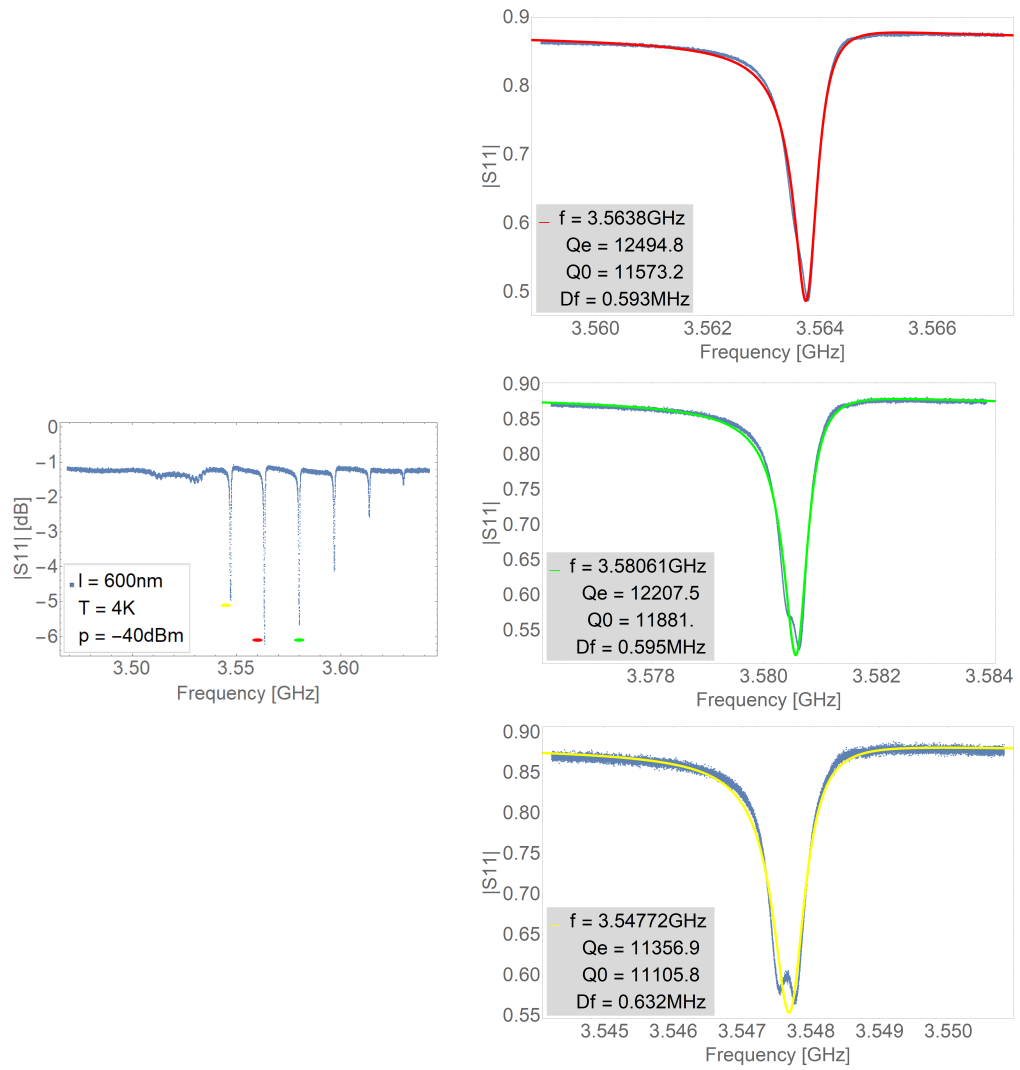 0.9
0.8
0.7
0.6
0.5
|S11|
f = 3.5638GHz
Qe = 12494.8
Q0 = 11573.2
Df = 0.593MHz
3.560 3.562 3.564 3.566
Frequency [GHz]
0
−1
−2
−3
−4
−5
−6
|S11| [dB]
l = 600nm
T = 4K
p = −40dBm
3.50 3.55 3.60
Frequency [GHz]
0.90
0.85
0.80
0.75
0.70
0.65
0.60
0.55
|S11|
f = 3.58061GHz
Qe = 12207.5
Q0 = 11881.
Df = 0.595MHz
3.578 3.580 3.582 3.584
Frequency [GHz]
0.90
0.85
0.80
0.75
0.70
0.65
0.60
0.55
|S11|
f = 3.54772GHz
Qe = 11356.9
Q0 = 11105.8
Df = 0.632MHz
3.545 3.546 3.547 3.548 3.549 3.550
Frequency [GHz]